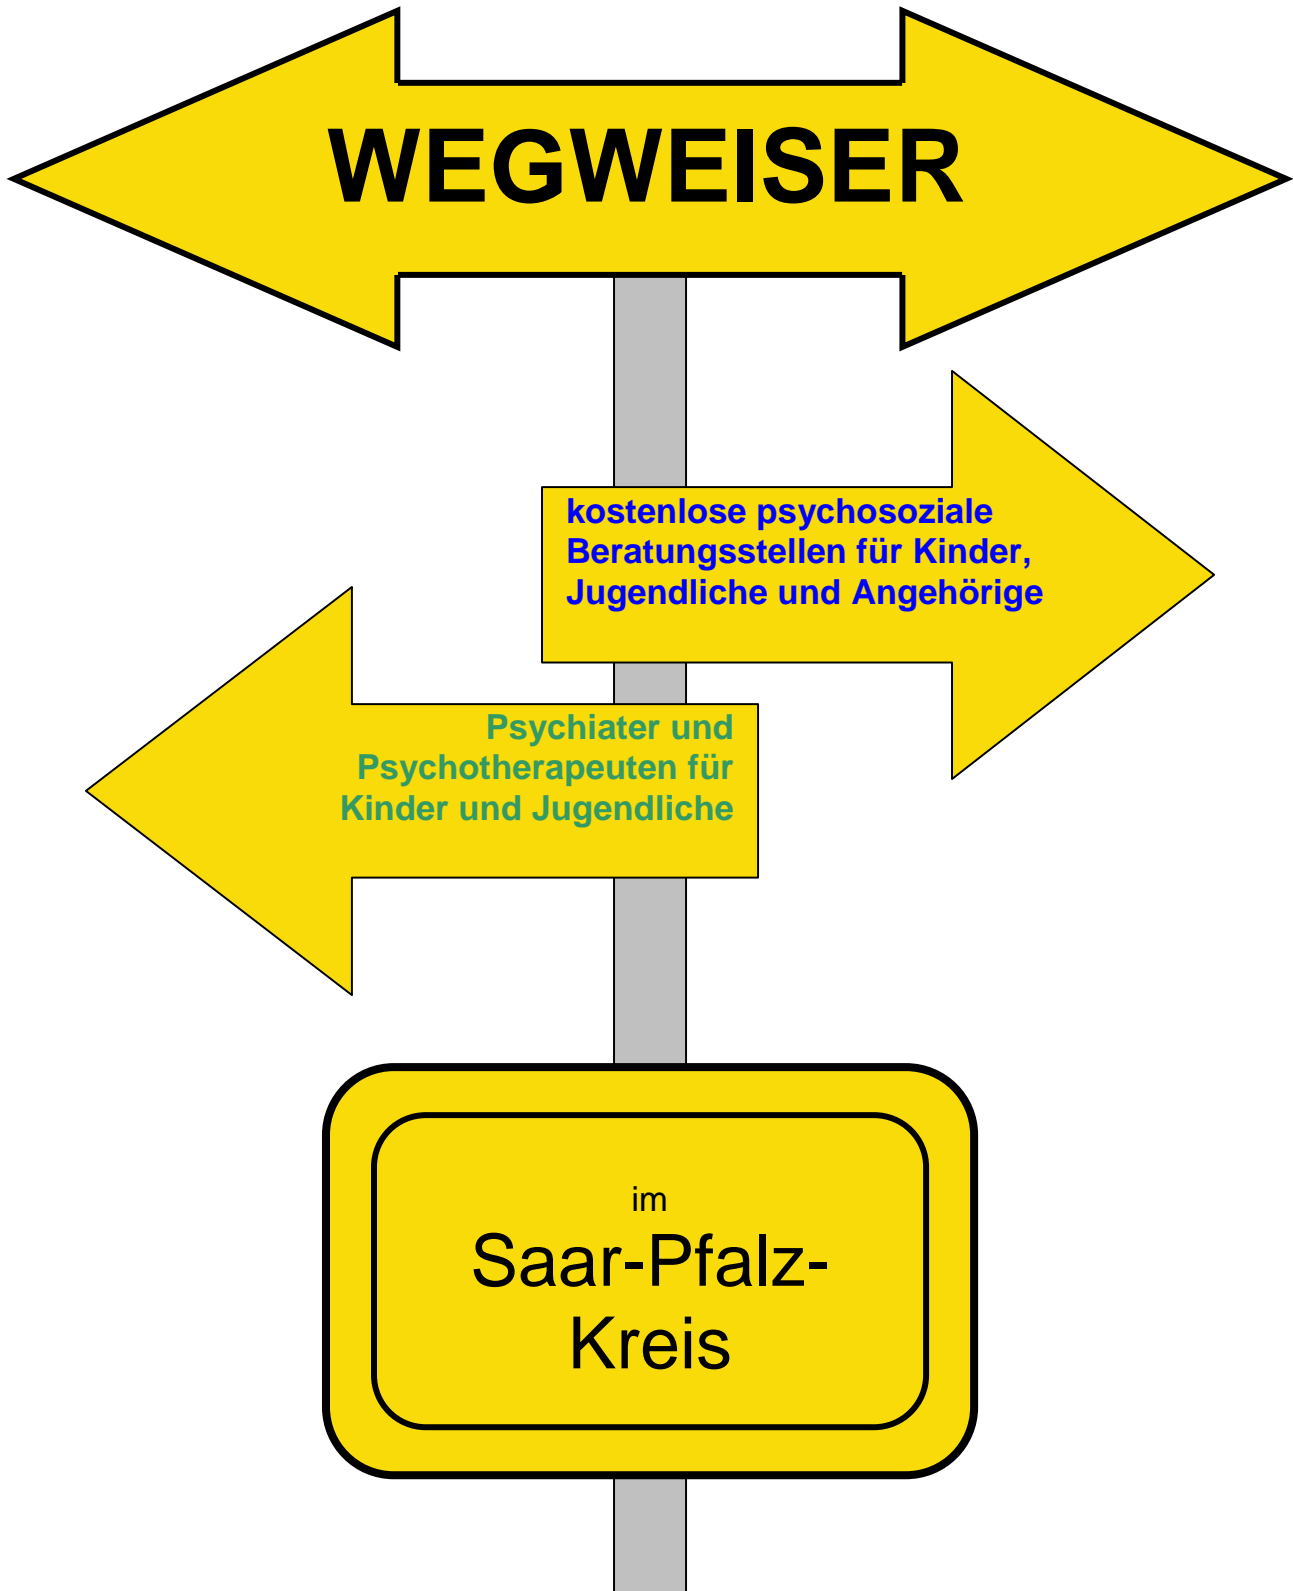 WEGWEISER
kostenlose psychosoziale
Beratungsstellen für Kinder,
Jugendliche und Angehörige
Psychiater und
Psychotherapeuten für
Kinder und Jugendliche
im
Saar-Pfalz-
Kreis